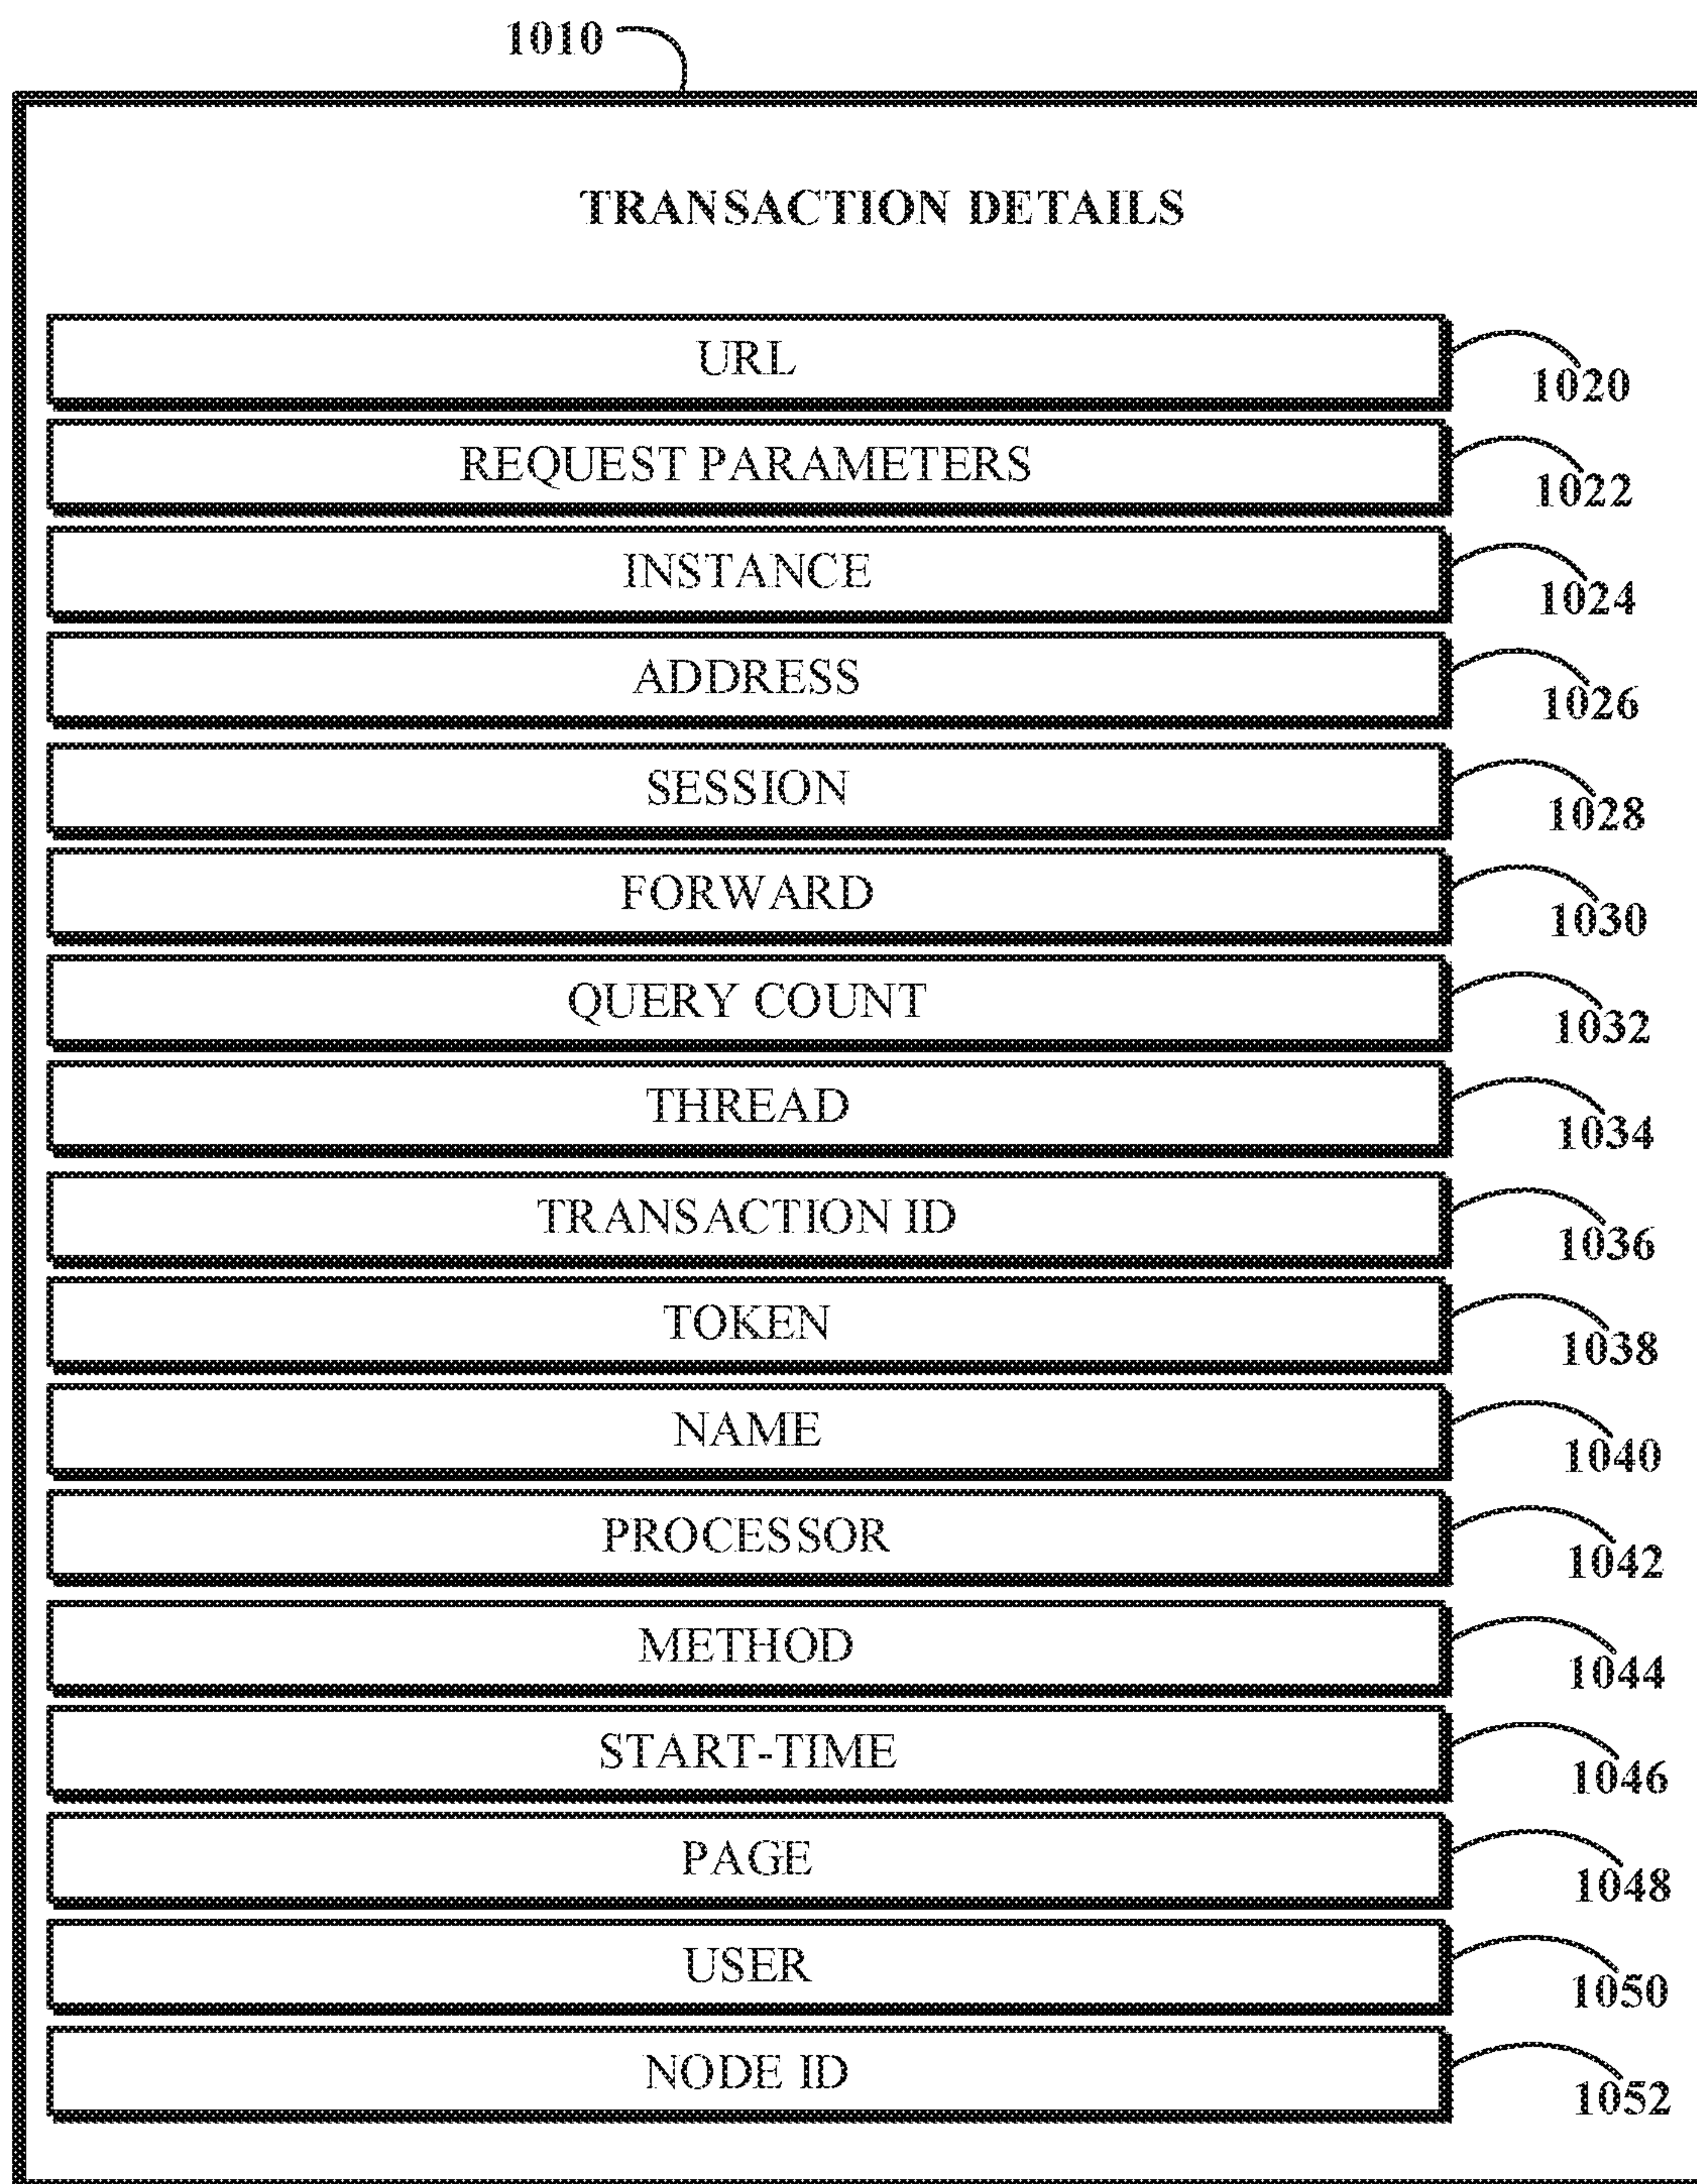 1010
TRANSACTION DETAILS
URL
1020
REQUEST PARAMETERS
1022
INSTANCE
1024
ADDRESS
1026
SESSION
1028
FORWARD
1030
QUERY COUNT
1032
THREAD
1034
TRANSACTION ID
1036
TOKEN
1038
NAME
1040
PROCESSOR
1042
METHOD
1044
START-TIME
1046
PAGE
1048
USER
1050
NODE ID
1052